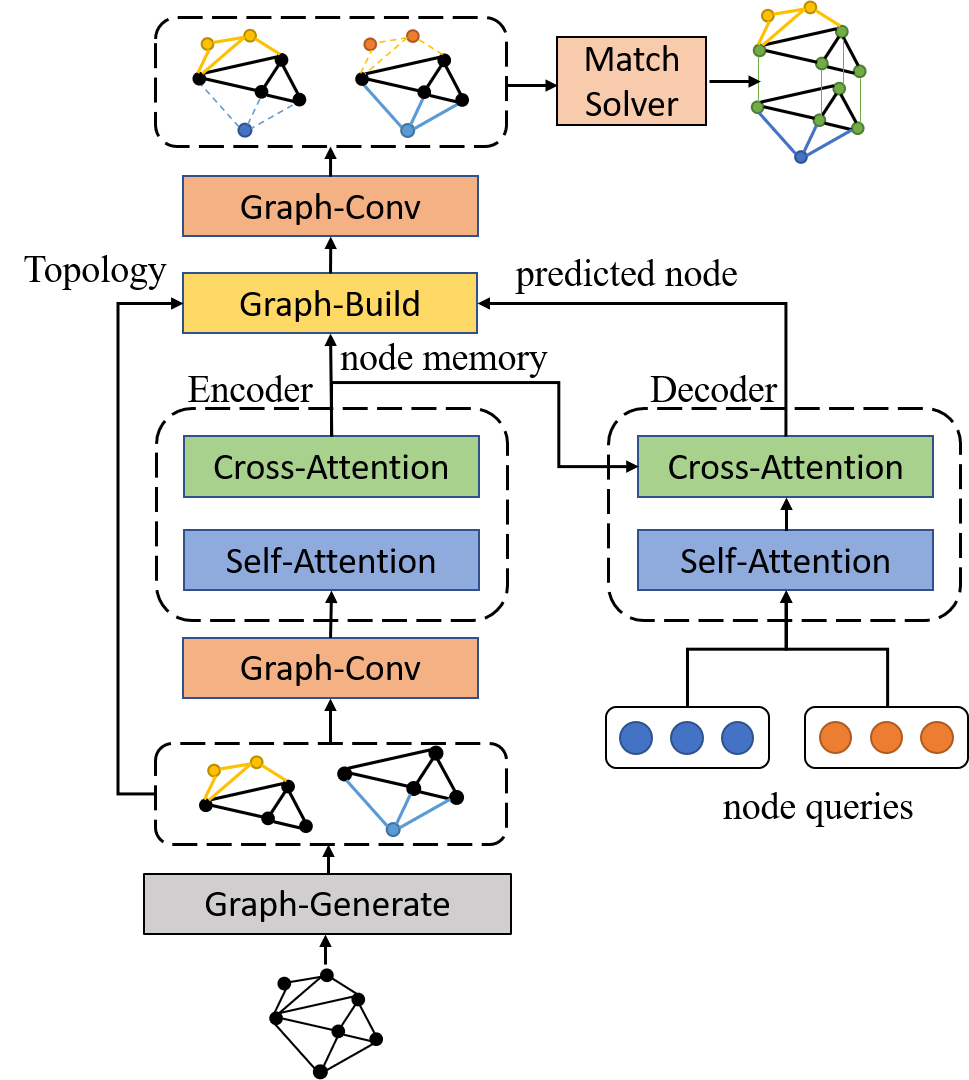 Match
Solver
Graph-Conv
Topology
Graph-Build
predicted node
node memory
Encoder
Decoder
Cross-Attention
Cross-Attention
Self-Attention
Self-Attention
Graph-Conv
node queries
Graph-Generate